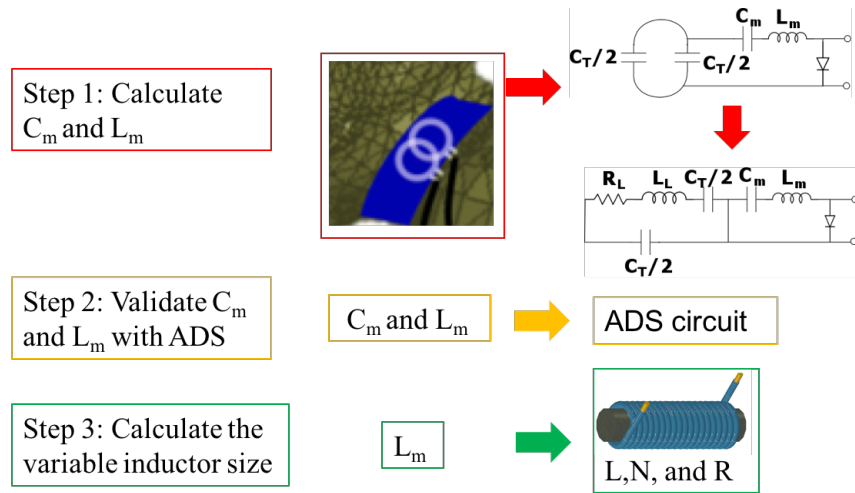 Step 1: Calculate
Cm and Lm
CT/2
CT/2
Cm
Lm
RL
LL
CT/2
Cm
Lm
CT/2
Step 2: Validate Cm
and Lm with ADS
Cm and Lm
ADS circuit
Step 3: Calculate the
variable inductor size
Lm
L,N, and R